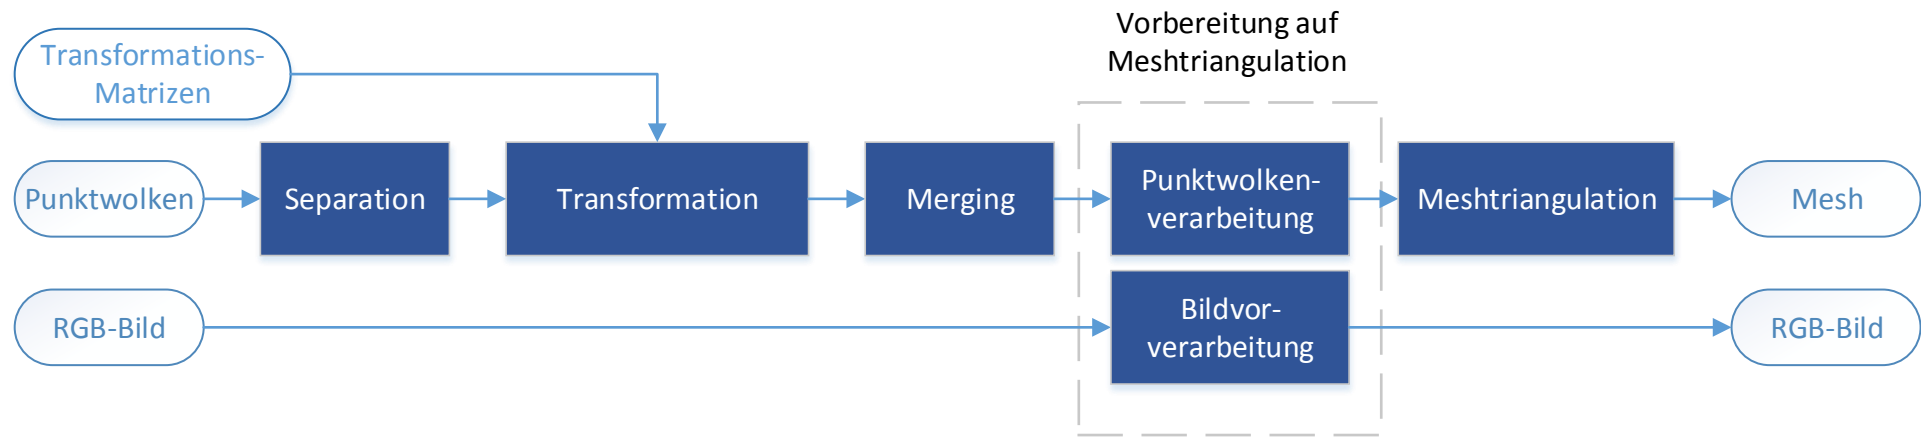 Vorbereitung auf
Meshtriangulation
Transformations-
Matrizen
Punktwolken
Separation
Transformation
Merging
Punktwolken-
verarbeitung
Meshtriangulation
Mesh
RGB-Bild
Bildvor-
verarbeitung
RGB-Bild